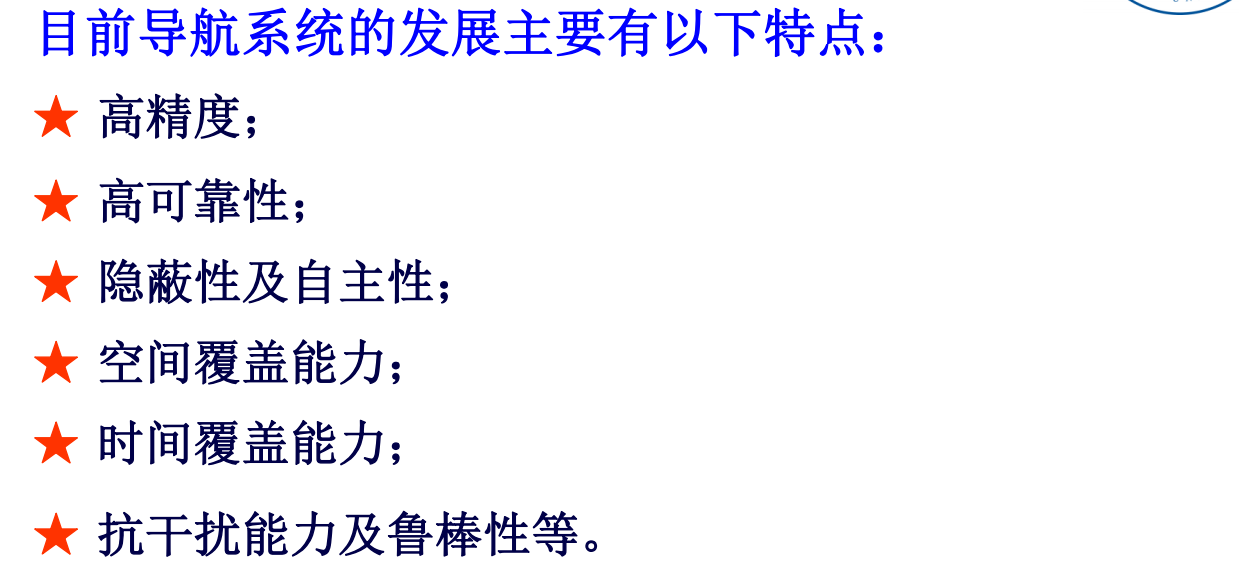 目前导航系统的发展主要有以下特点：
★ 高精度；
★ 高可靠性；
★ 隐蔽性及自主性；
★ 空间覆盖能力；
★ 时间覆盖能力；
★ 抗干扰能力及鲁棒性等。